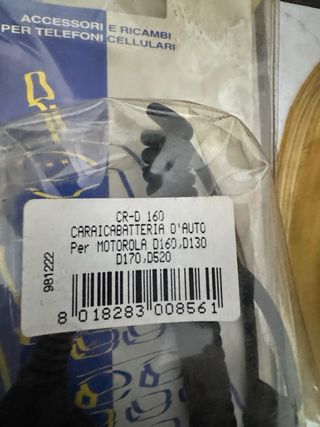 ACCESSORI E RICAMBI
PER TELEFONI CELLULARI
CR-D 160
CARAICABATTERIA D'AUTO
Per MOTOROLA D160,D130
D170,D520
981222
8 018283 008561